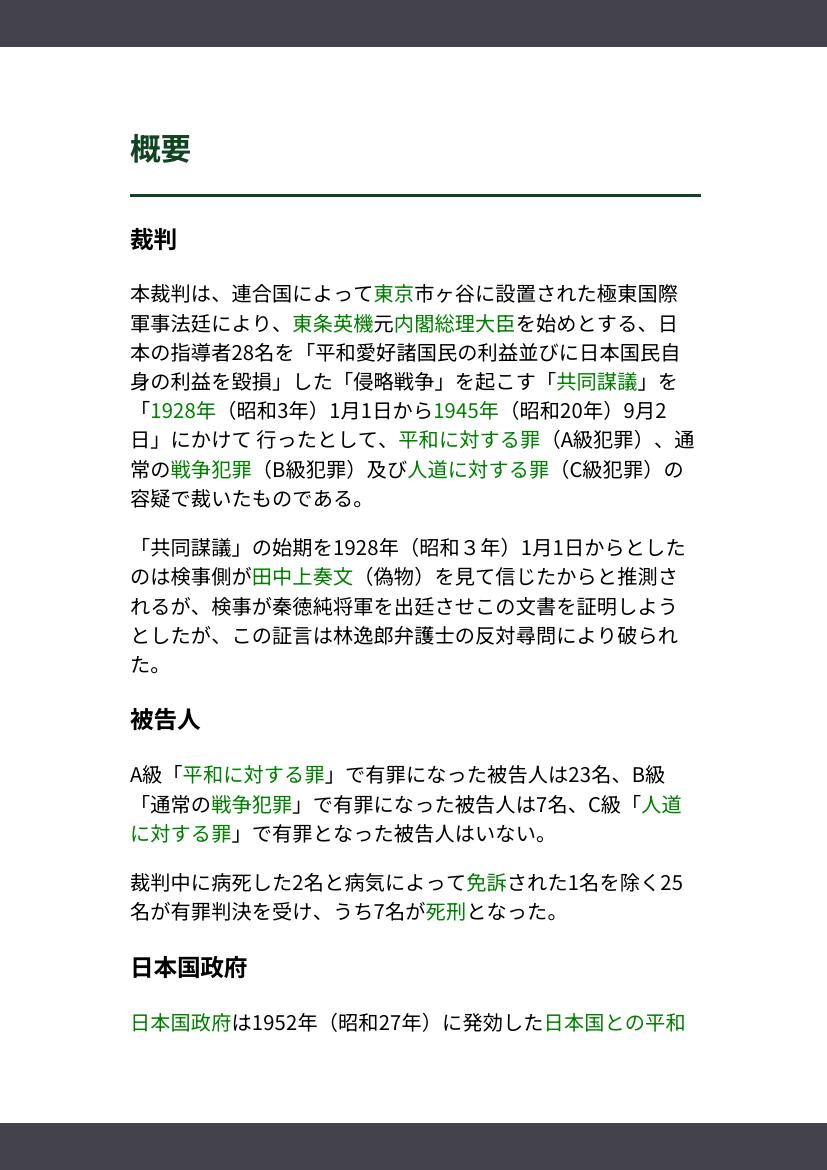 概要
裁判
本裁判は、連合国によって東京市ヶ谷に設置された極東国際
軍事法廷により、東条英機元内閣総理大臣を始めとする、日
本の指導者28名を「平和愛好諸国民の利益並びに日本国民自
身の利益を毀損」した「侵略戦争」を起こす「共同謀議」を
「1928年（昭和3年）1月1日から1945年（昭和20年）9月2
日」にかけて 行ったとして、平和に対する罪（A級犯罪）、通
常の戦争犯罪（B級犯罪）及び人道に対する罪（C級犯罪）の
容疑で裁いたものである。
「共同謀議」の始期を1928年（昭和３年）1月1日からとした
のは検事側が田中上奏文（偽物）を見て信じたからと推測さ
れるが、検事が秦徳純将軍を出廷させこの文書を証明しよう
としたが、この証言は林逸郎弁護士の反対尋問により破られ
た。
被告人
A級「平和に対する罪」で有罪になった被告人は23名、B級
「通常の戦争犯罪」で有罪になった被告人は7名、C級「人道
に対する罪」で有罪となった被告人はいない。
裁判中に病死した2名と病気によって免訴された1名を除く25
名が有罪判決を受け、うち7名が死刑となった。
日本国政府
日本国政府は1952年（昭和27年）に発効した日本国との平和